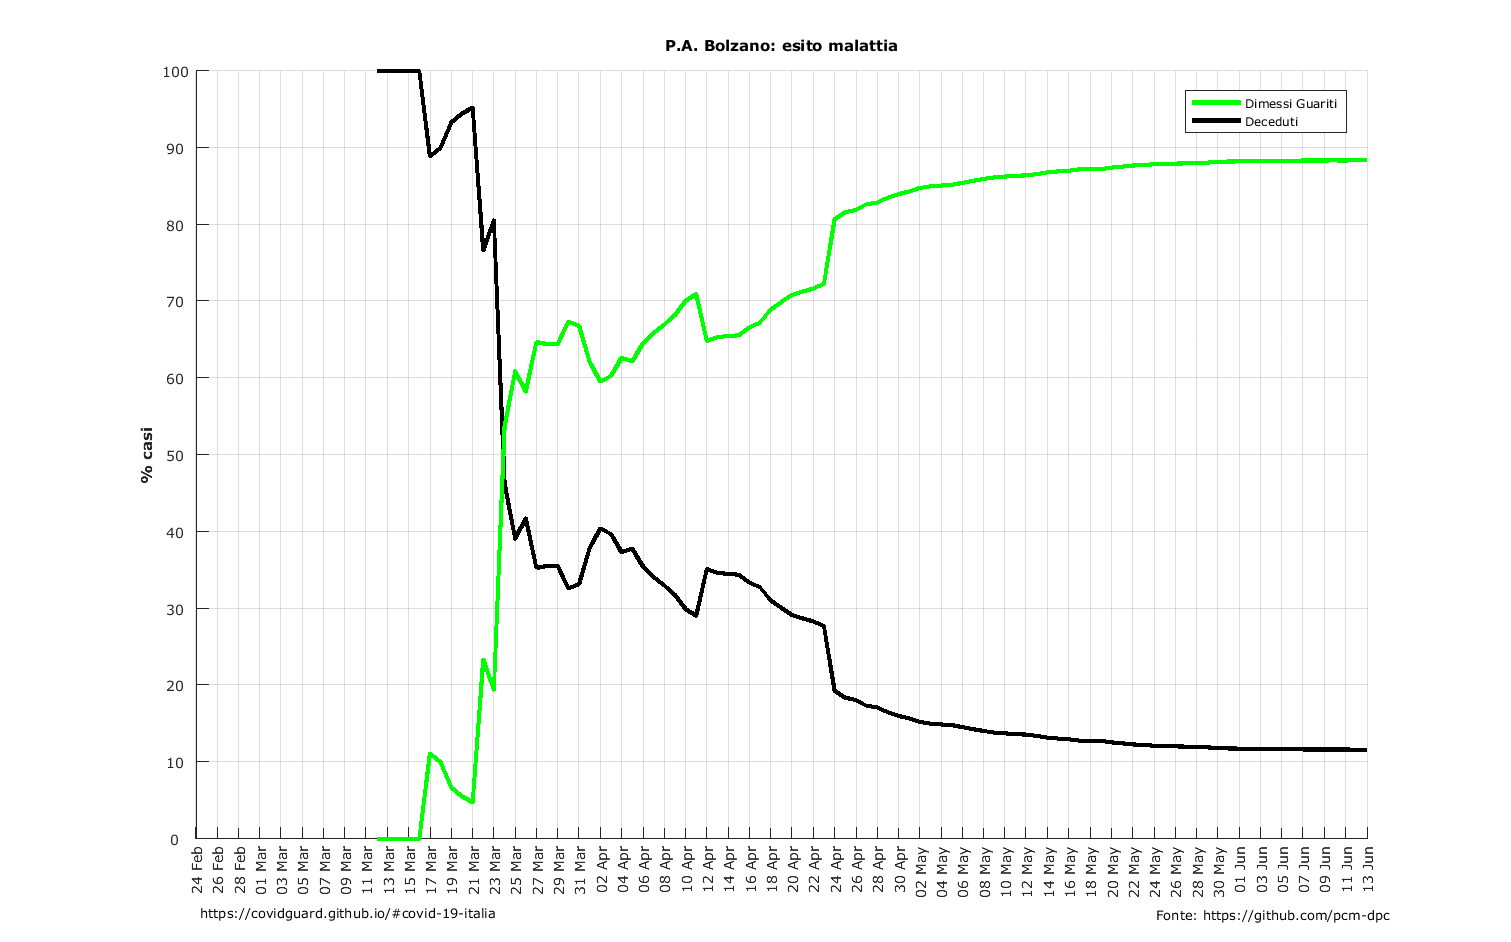 P.A. Bolzano: esito malattia
Dimessi Guariti
Deceduti
% casi
100
90
80
70
60
50
40
30
20
10
0
24 Feb
26 Feb
28 Feb
01 Mar
03 Mar
05 Mar
07 Mar
09 Mar
11 Mar
13 Mar
15 Mar
17 Mar
19 Mar
21 Mar
23 Mar
25 Mar
27 Mar
29 Mar
31 Mar
02 Apr
04 Apr
06 Apr
08 Apr
10 Apr
12 Apr
14 Apr
16 Apr
18 Apr
20 Apr
22 Apr
24 Apr
26 Apr
28 Apr
30 Apr
02 May
04 May
06 May
08 May
10 May
12 May
14 May
16 May
18 May
20 May
22 May
24 May
26 May
28 May
30 May
01 Jun
03 Jun
05 Jun
07 Jun
09 Jun
11 Jun
13 Jun
https://covidguard.github.io/#covid-19-italia
Fonte: https://github.com/pcm-dpc